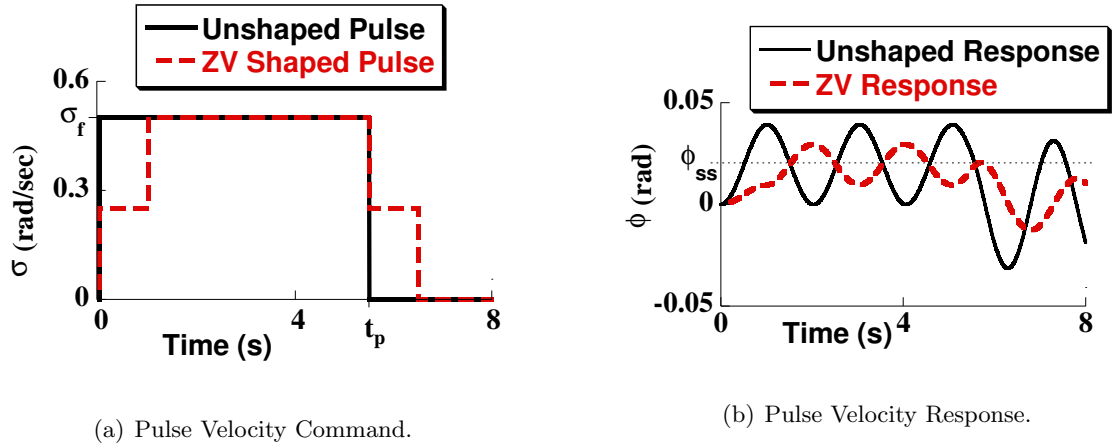 Unshaped Pulse
ZV Shaped Pulse
0.6
σf
0.3
0
σ (rad/sec)
0
4
tp
8
Time (s)
(a) Pulse Velocity Command.
Unshaped Response
ZV Response
0.05
ϕss
0
-0.05
ϕ (rad)
0
4
8
Time (s)
(b) Pulse Velocity Response.